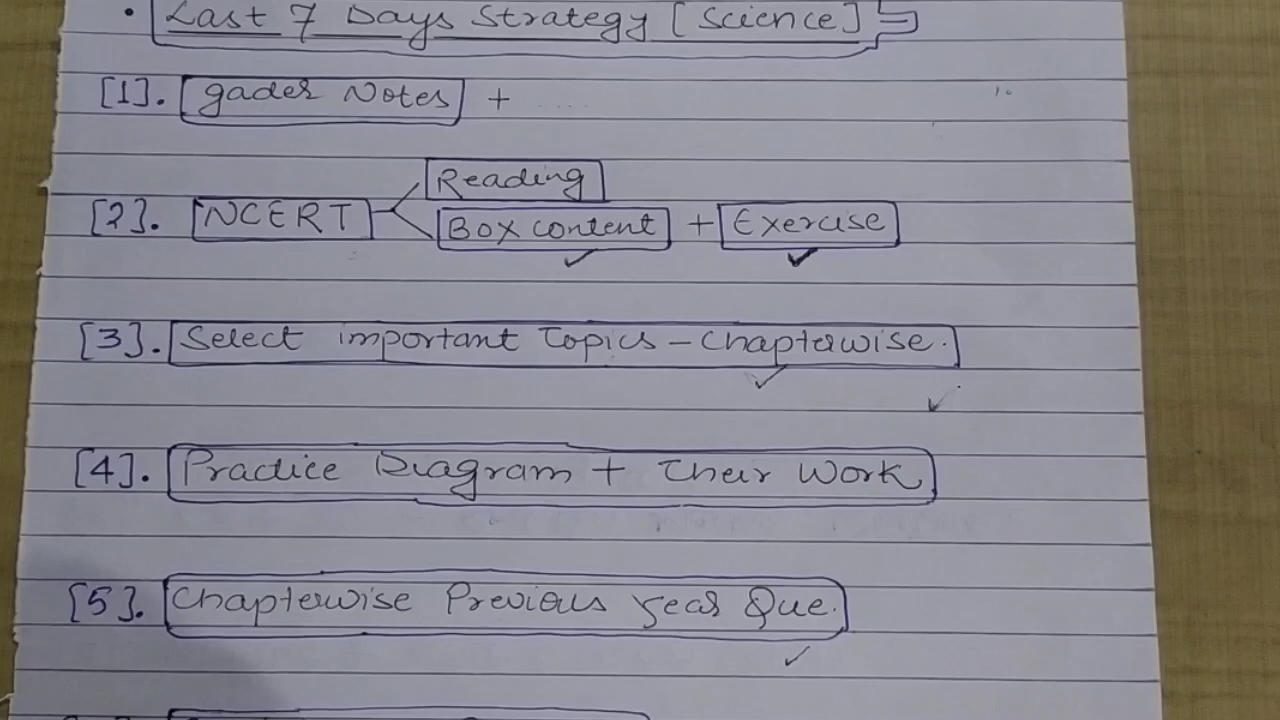 • Last 7 Days Strategy [Science]
[1]. gader Notes +
[2]. NCERT Reading
Box content + Exercise
[3]. Select important Topics - Chapterwise.
[4]. Practice Diagram + Their Work
[5]. Chapterwise Previous year Que.